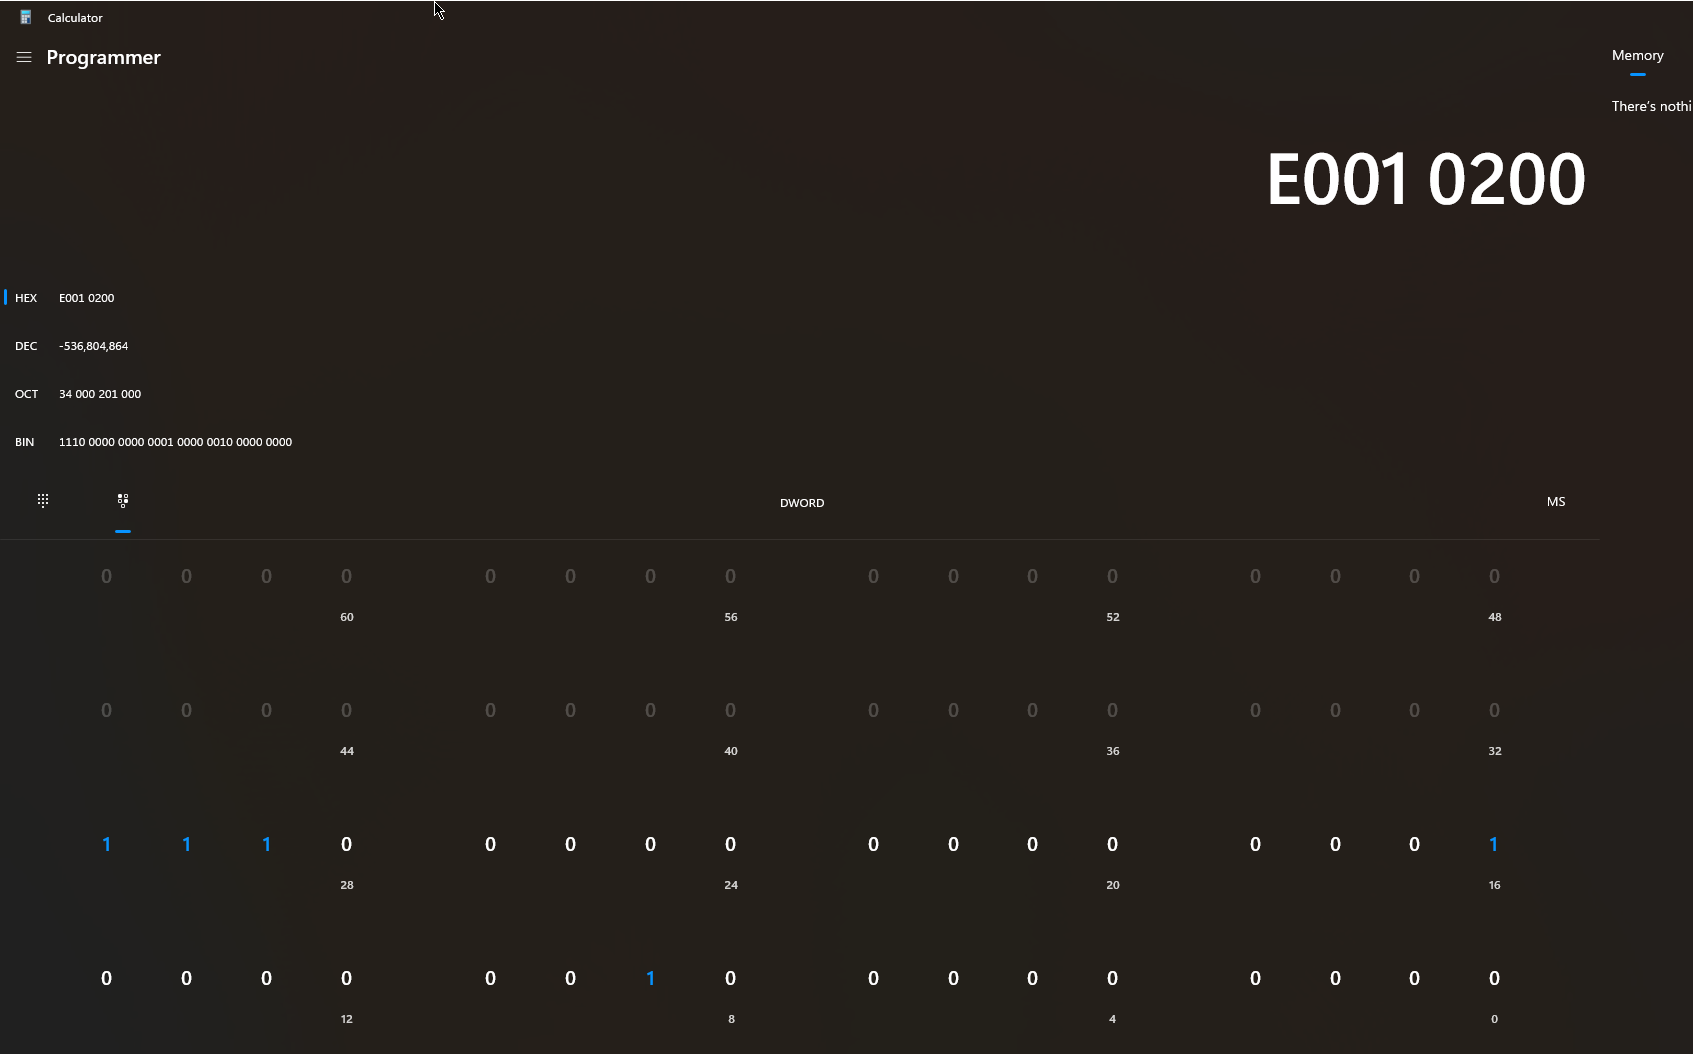 Calculator
Programmer
Memory
There's nothi
E001 0200
HEX E001 0200
DEC -536,804,864
OCT 34 000 201 000
BIN 1110 0000 0000 0001 0000 0010 0000 0000
DWORD MS
0 0 0 0 0 0 0 0 0 0 0 0 0 0 0 0
60 56 52 48
0 0 0 0 0 0 0 0 0 0 0 0 0 0 0 0
44 40 36 32
1 1 1 0 0 0 0 0 0 0 0 0 0 0 0 1
28 24 20 16
0 0 0 0 0 0 1 0 0 0 0 0 0 0 0 0
12 8 4 0